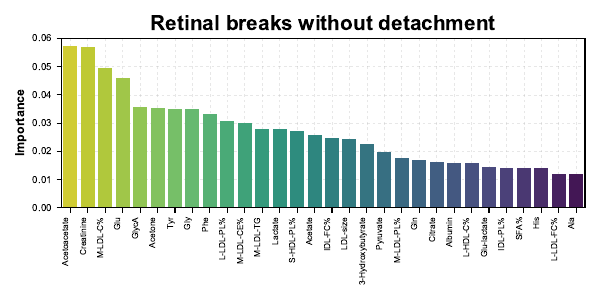 Retinal breaks without detachment
Importance
0.06
0.05
0.04
0.03
0.02
0.01
0.00
Acetoacetate
Creatinine
M-LDL-C%
Glu
GlycA
Acetone
Tyr
Gly
Phe
L-LDL-PL%
M-LDL-CE%
M-LDL-TG
Lactate
S-HDL-PL%
Acetate
IDL-FC%
LDL-size
3-Hydroxybutyrate
Pyruvate
M-LDL-PL%
Gln
Citrate
Albumin
L-HDL-C%
Glu-lactate
IDL-PL%
SFA%
His
L-LDL-FC%
Ala